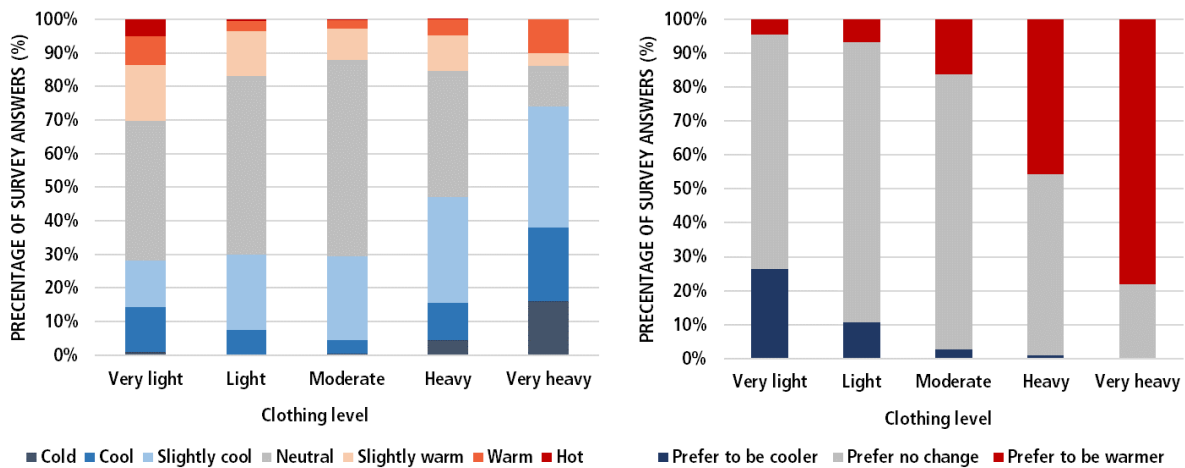 PRECENTAGE OF SURVEY ANSWERS (%)
100%
90%
80%
70%
60%
50%
40%
30%
20%
10%
0%
Very light Light Moderate Heavy Very heavy
Clothing level
Cold Cool Slightly cool Neutral Slightly warm Warm Hot
PRECENTAGE OF SURVEY ANSWERS (%)
100%
90%
80%
70%
60%
50%
40%
30%
20%
10%
0%
Very light Light Moderate Heavy Very heavy
Clothing level
Prefer to be cooler Prefer no change Prefer to be warmer